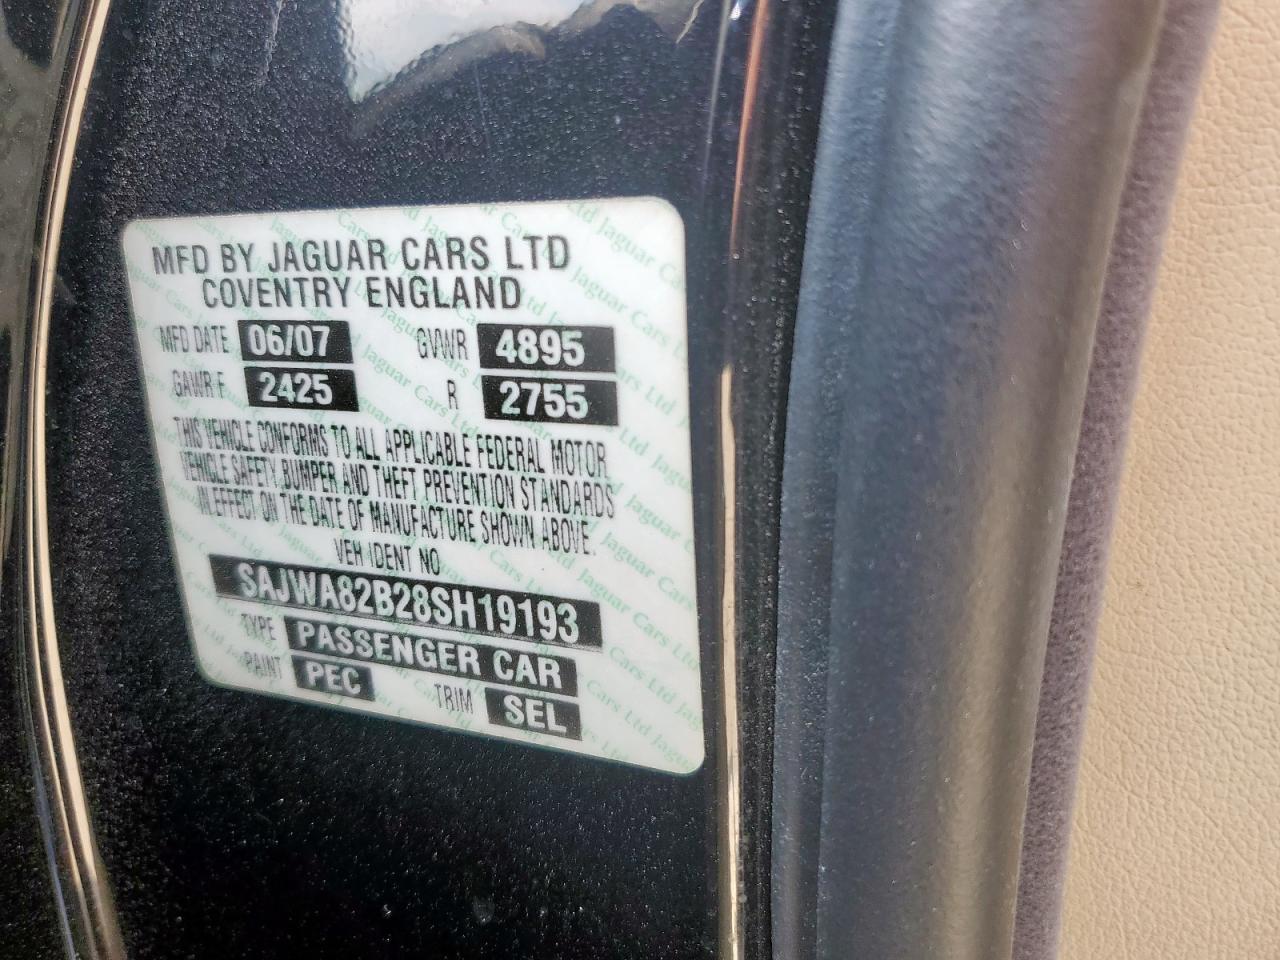 MFD BY JAGUAR CARS LTD
COVENTRY ENGLAND
MFD DATE 06/07 GVWR 4895
GAWR F 2425 R 2755
THIS VEHICLE CONFORMS TO ALL APPLICABLE FEDERAL MOTOR
VEHICLE SAFETY, BUMPER AND THEFT PREVENTION STANDARDS
IN EFFECT ON THE DATE OF MANUFACTURE SHOWN ABOVE.
VEH IDENT NO
SAJWA82B28SH19193
TYPE PASSENGER CAR
PAINT PEC TRIM SEL